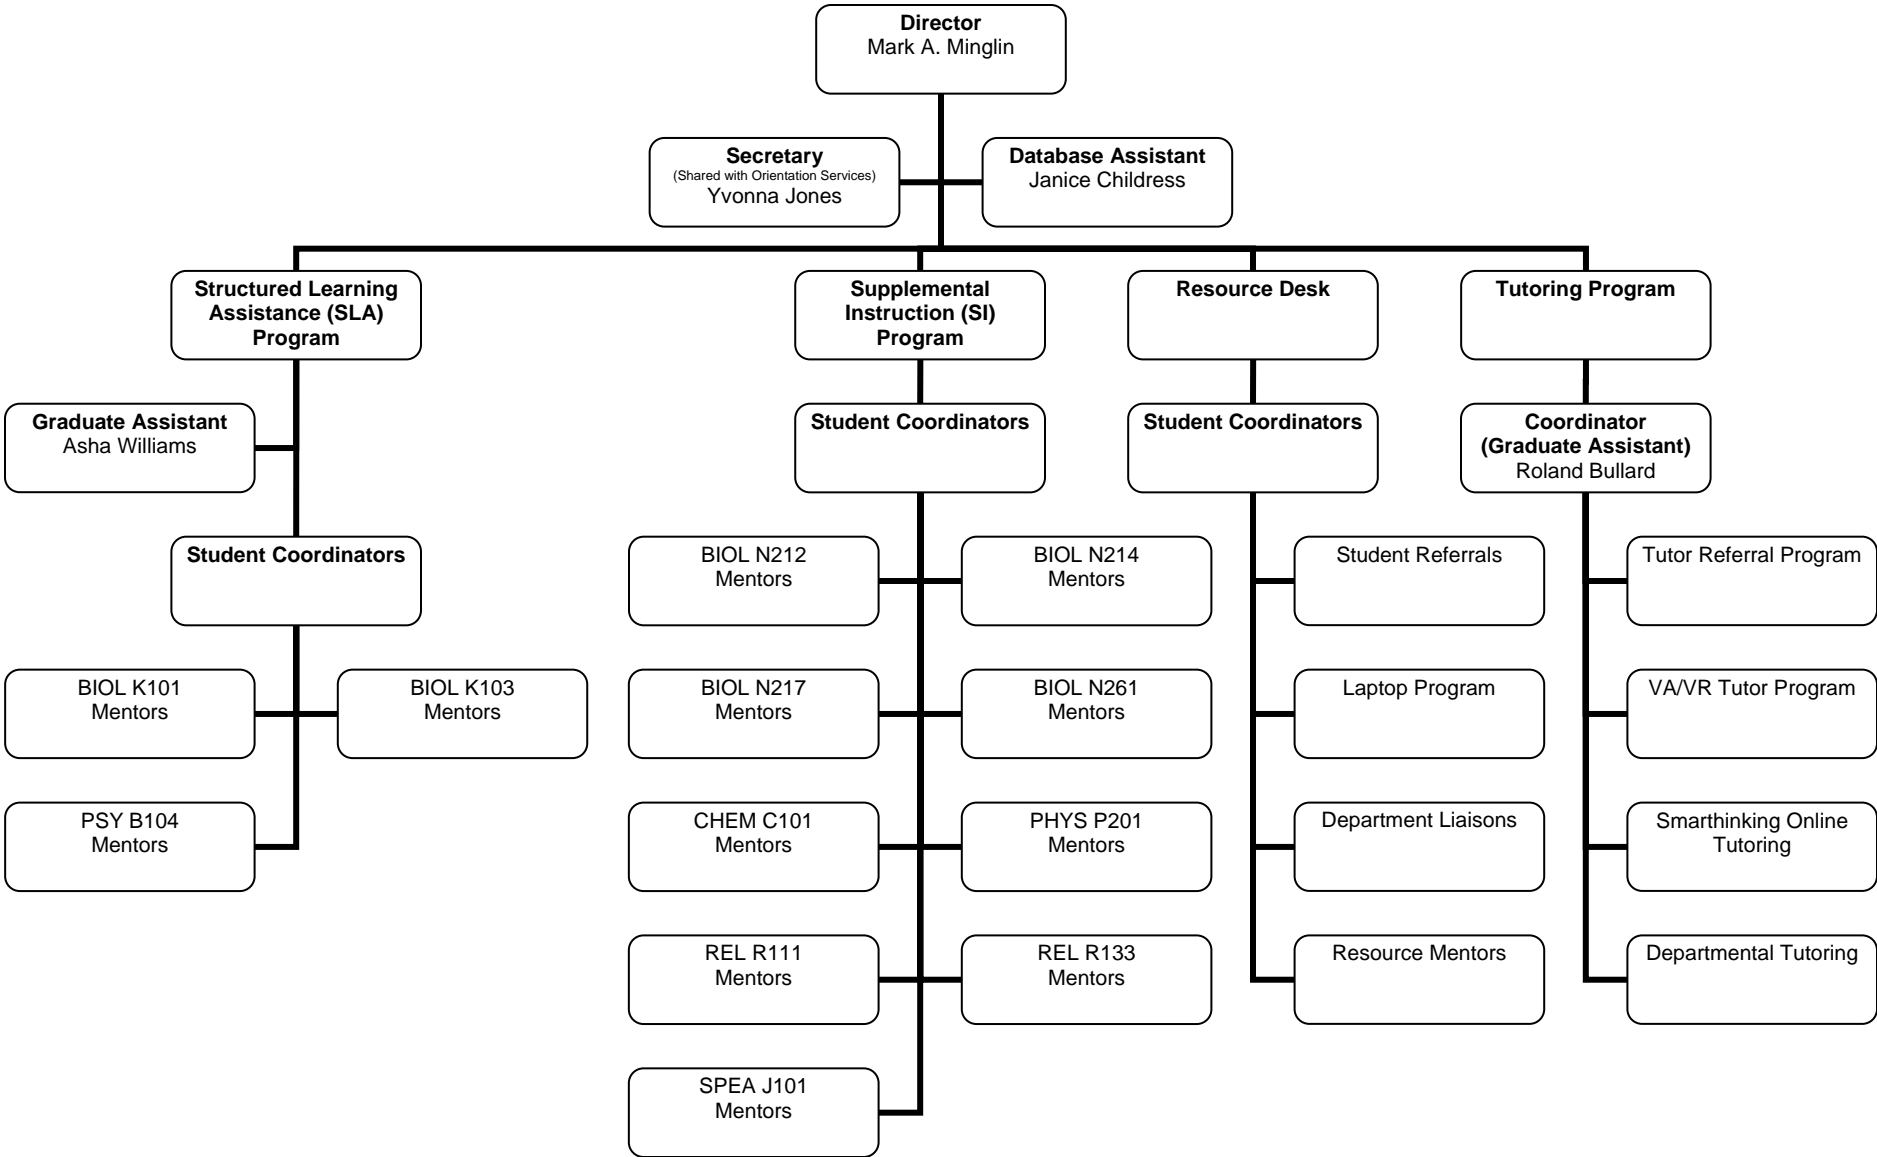 Director
Mark A. Minglin
Secretary
(Shared with Orientation Services)
Yvonna Jones
Database Assistant
Janice Childress
Structured Learning
Assistance (SLA)
Program
Supplemental
Instruction (SI)
Program
Resource Desk
Tutoring Program
Graduate Assistant
Asha Williams
Student Coordinators
Student Coordinators
Coordinator
(Graduate Assistant)
Roland Bullard
Student Coordinators
BIOL N212
Mentors
BIOL N214
Mentors
Student Referrals
Tutor Referral Program
BIOL K101
Mentors
BIOL K103
Mentors
BIOL N217
Mentors
BIOL N261
Mentors
Laptop Program
VA/VR Tutor Program
PSY B104
Mentors
CHEM C101
Mentors
PHYS P201
Mentors
Department Liaisons
Smarthinking Online
Tutoring
REL R111
Mentors
REL R133
Mentors
Resource Mentors
Departmental Tutoring
SPEA J101
Mentors